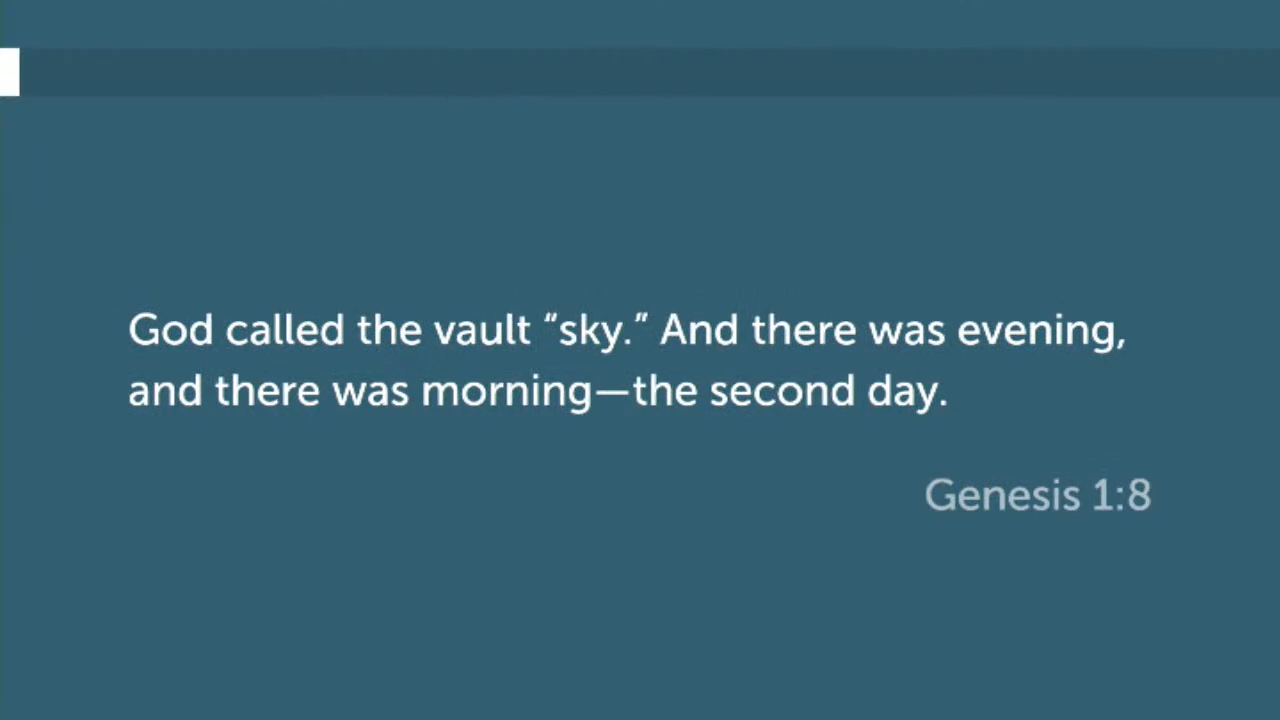 God called the vault “sky.” And there was evening,
and there was morning—the second day.
Genesis 1:8